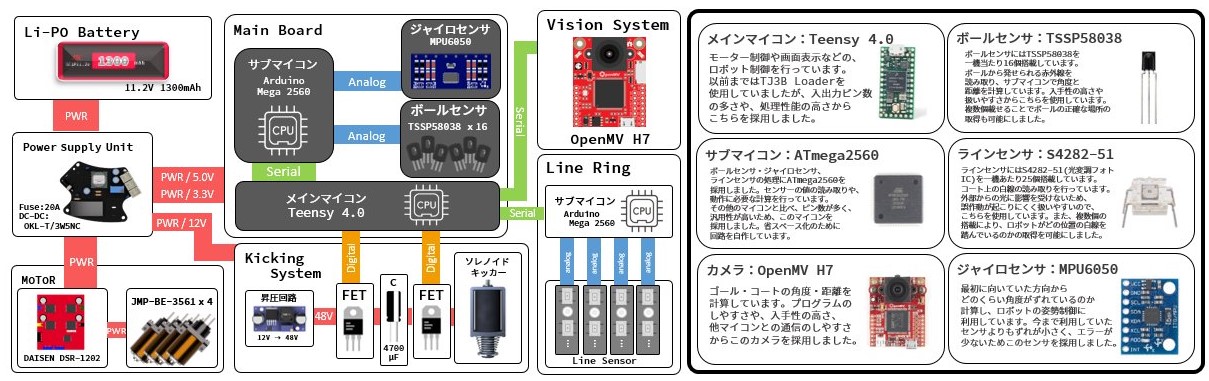 Li-PO Battery
1300
11.2V 1300mAh
PWR
Power Supply Unit
Fuse:20A
DC-DC:
OKL-T/3W5NC
PWR / 5.0V
PWR / 3.3V
PWR / 12V
PWR
MOTOR
DAISEN DSR-1202
PWR
JMP-BE-3561 x 4
Main Board
サブマイコン
Arduino
Mega 2560
CPU
Analog
Analog
ジャイロセンサ
MPU6050
ボールセンサ
TSSP58038 x 16
Serial
メインマイコン
Teensy 4.0
CPU
Serial
Serial
Digital
Digital
Kicking
System
昇圧回路
12V → 48V
48V
FET
C
4700
μF
FET
ソレノイド
キッカー
Vision System
OpenMV H7
Line Ring
サブマイコン
Arduino
Mega 2560
CPU
Analog
Analog
Analog
Analog
Line Sensor
メインマイコン：Teensy 4.0
モーター制御や画面表示などの、
ロボット制御を行っています。
以前まではTJ3B Loaderを
使用していましたが、入出力ピン数
の多さや、処理性能の高さから
こちらを採用しました。
ボールセンサ：TSSP58038
ボールセンサにはTSSP58038を
一機当たり16個搭載しています。
ボールから発せられる赤外線を
読み取り、サブマイコンで角度と
距離を計算しています。入手性の高さや
扱いやすさからこちらを使用しています。
複数個載せることでボールの正確な場所の
取得も可能にしました。
サブマイコン：ATmega2560
ボールセンサ・ジャイロセンサ、
ラインセンサの処理にATmega2560を
採用しました。センサーの値の読み取りや、
動作に必要な計算を行っています。
その他のマイコンと比べ、ピン数が多く、
汎用性が高いため、このマイコンを
採用しました。省スペース化のために
回路を自作しています。
ラインセンサ：S4282-51
ラインセンサにはS4282-51(光変調フォト
IC)を一機あたり25個搭載しています。
コート上の白線の読み取りを行っています。
外部からの光に影響を受けないため、
誤動作が起こりにくく扱いやすいので、
こちらを使用しています。また、複数個の
搭載により、ロボットがどの位置の白線を
踏んでいるのかの取得を可能にしました。
カメラ：OpenMV H7
ゴール・コートの角度・距離を
計算しています。プログラムの
しやすさや、入手性の高さ、
他マイコンとの通信のしやすさ
からこのカメラを採用しました。
ジャイロセンサ：MPU6050
最初に向いていた方向から
どのくらい角度がずれているのか
計算し、ロボットの姿勢制御に
利用しています。今まで利用していた
センサよりもずれが小さく、エラーが
少ないためこのセンサを採用しました。
VCC
GND
SCL
SDA
XDA
XCL
ADO
INT